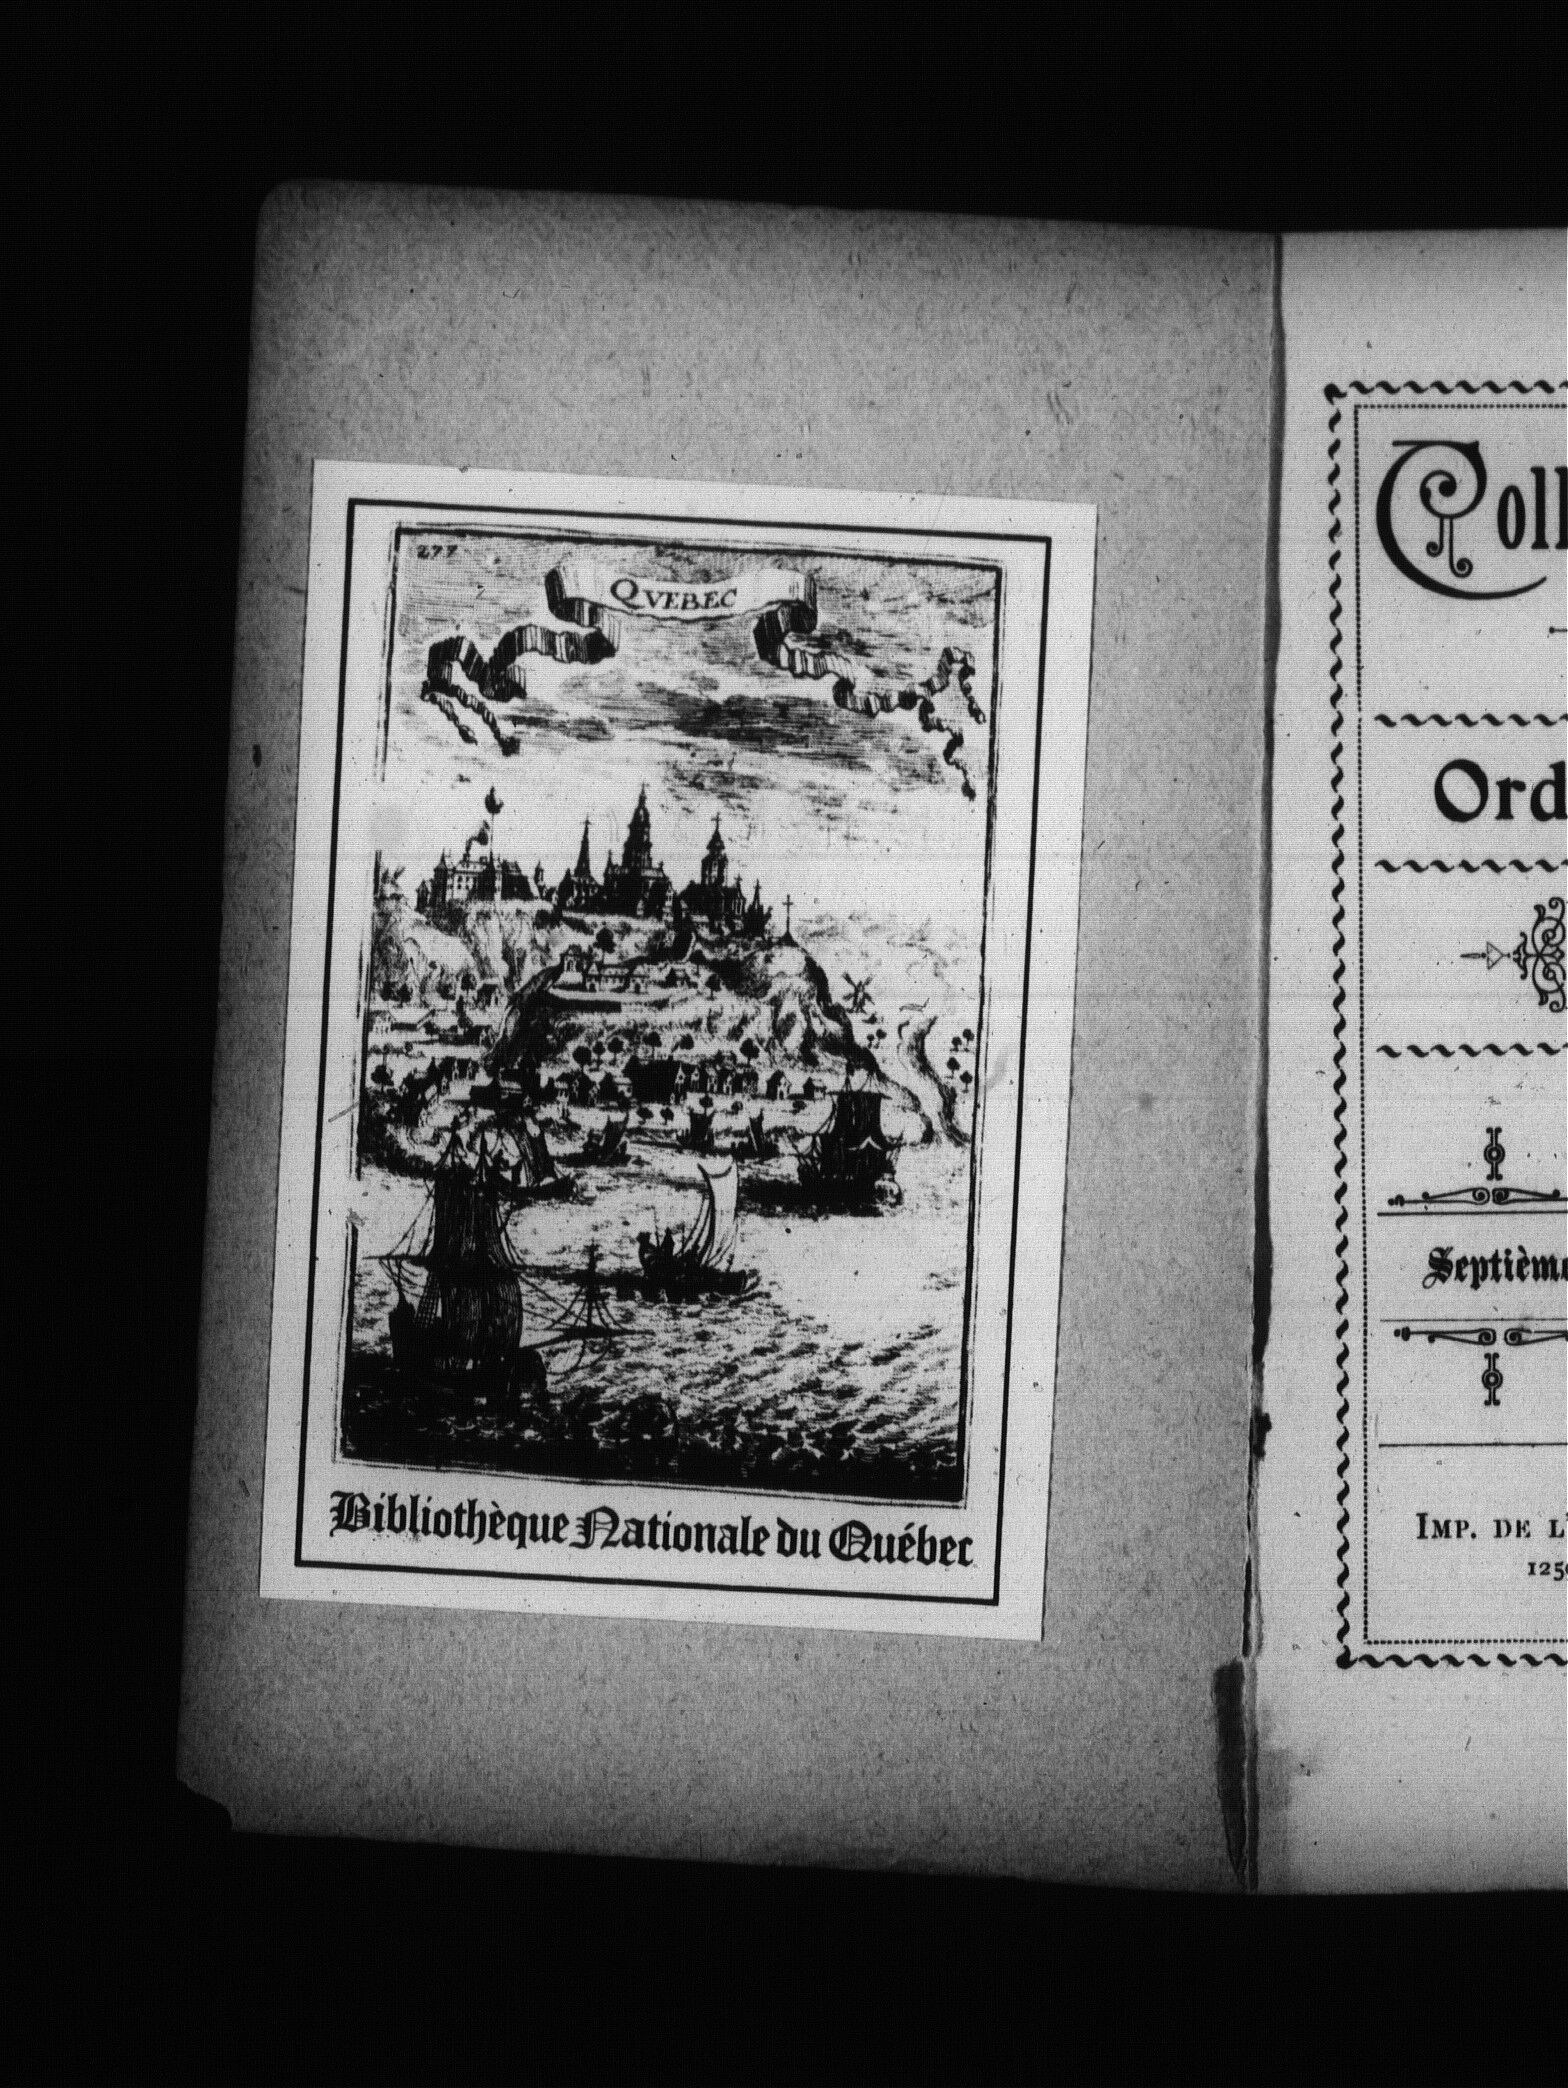 277
QVEBEC
Bibliothèque Nationale du Québec
Coll
Ord
Septième
IMP. DE L'
125